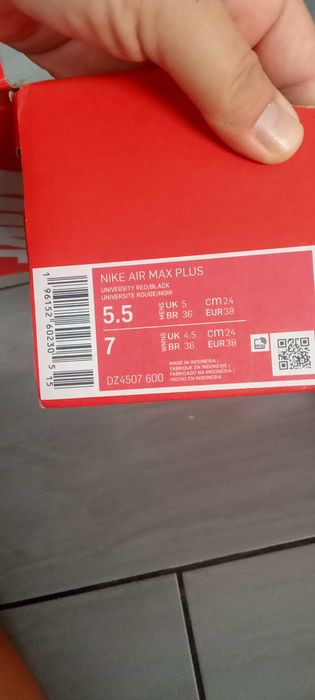 NIKE AIR MAX PLUS
UNIVERSITY RED/BLACK
UNIVERSITE ROUGE/NOIR
5.5 MENS UK 5 CM 24
BR 36 EUR 38
7 WMNS UK 4.5 CM 24
BR 36 EUR 38
MADE IN INDONESIA /
FABRIQUE EN INDONESIE /
FABRICADO NA INDONÉSIA /
HECHO EN INDONESIA
DZ4507 600
1 96152 60230 5 15